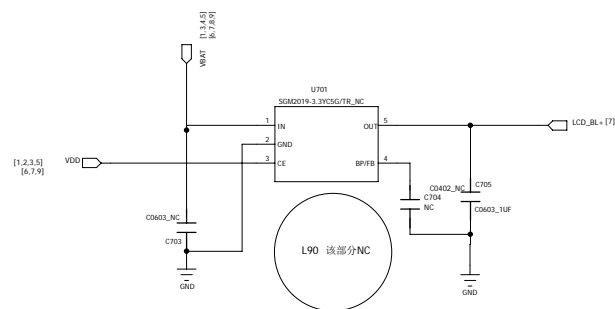 [1,3,4,5]
[6,7,8,9]
VBAT
U701
SGM2019-3.3YC5G/TR_NC
1
IN
OUT
5
LCD_BL+ [7]
2
GND
[1,2,3,5]
[6,7,9]
VDD
3
CE
BP/FB
4
C0402_NC
C704
NC
C705
C0603_1UF
C0603_NC
C703
L90 该部分NC
GND
GND